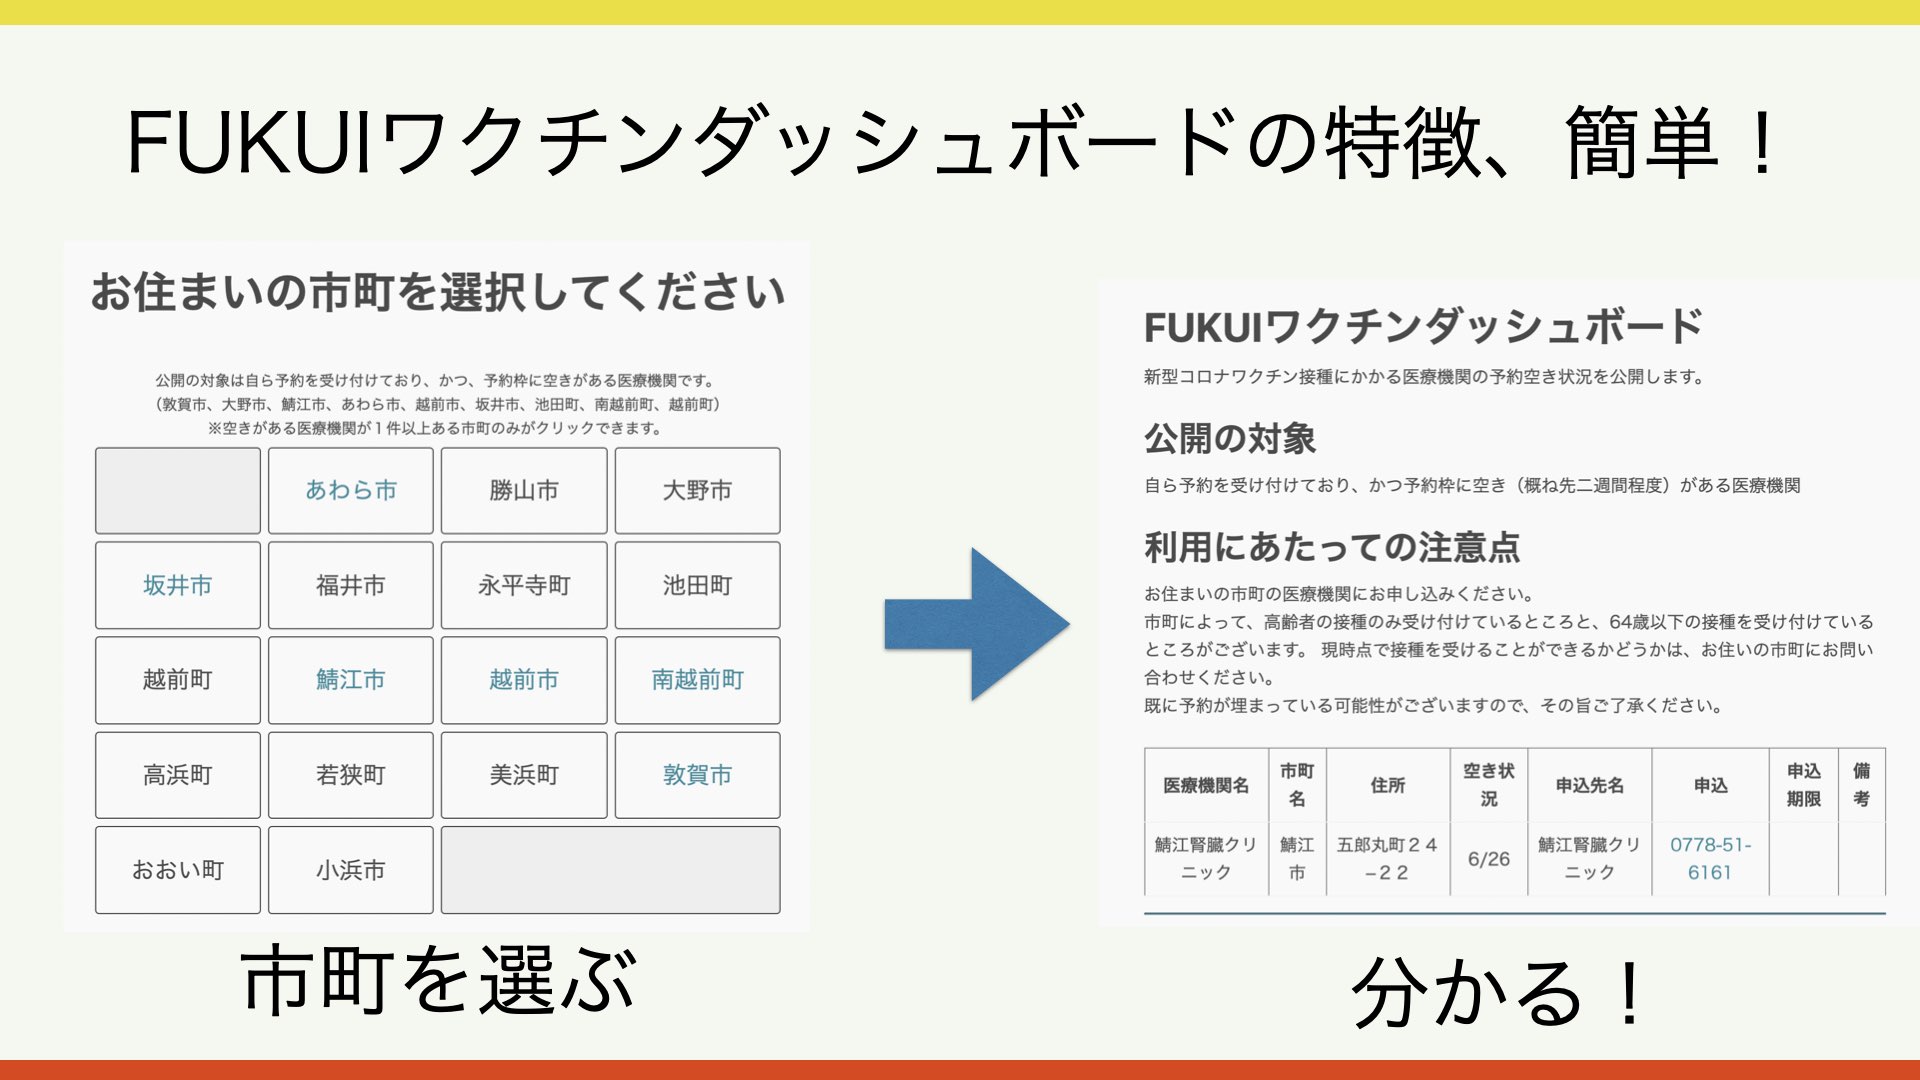 FUKUIワクチンダッシュボードの特徴、簡単！
お住まいの市町を選択してください
公開の対象は自ら予約を受け付けており、かつ、予約枠に空きがある医療機関です。
（敦賀市、大野市、鯖江市、あわら市、越前市、坂井市、池田町、南越前町、越前町）
※空きがある医療機関が１件以上ある市町のみがクリックできます。
あわら市 勝山市 大野市
坂井市 福井市 永平寺町 池田町
越前町 鯖江市 越前市 南越前町
高浜町 若狭町 美浜町 敦賀市
おおい町 小浜市
市町を選ぶ
FUKUIワクチンダッシュボード
新型コロナワクチン接種にかかる医療機関の予約空き状況を公開します。
公開の対象
自ら予約を受け付けており、かつ予約枠に空き（概ね先二週間程度）がある医療機関
利用にあたっての注意点
お住まいの市町の医療機関にお申し込みください。
市町によって、高齢者の接種のみ受け付けているところと、64歳以下の接種を受け付けている
ところがございます。 現時点で接種を受けることができるかどうかは、お住いの市町にお問い
合わせください。
既に予約が埋まっている可能性がございますので、その旨ご了承ください。
医療機関名 市町名 住所 空き状況 申込先名 申込 申込期限 備考
鯖江腎臓クリニック 鯖江市 五郎丸町２４−２２ 6/26 鯖江腎臓クリニック 0778-51-6161
分かる！